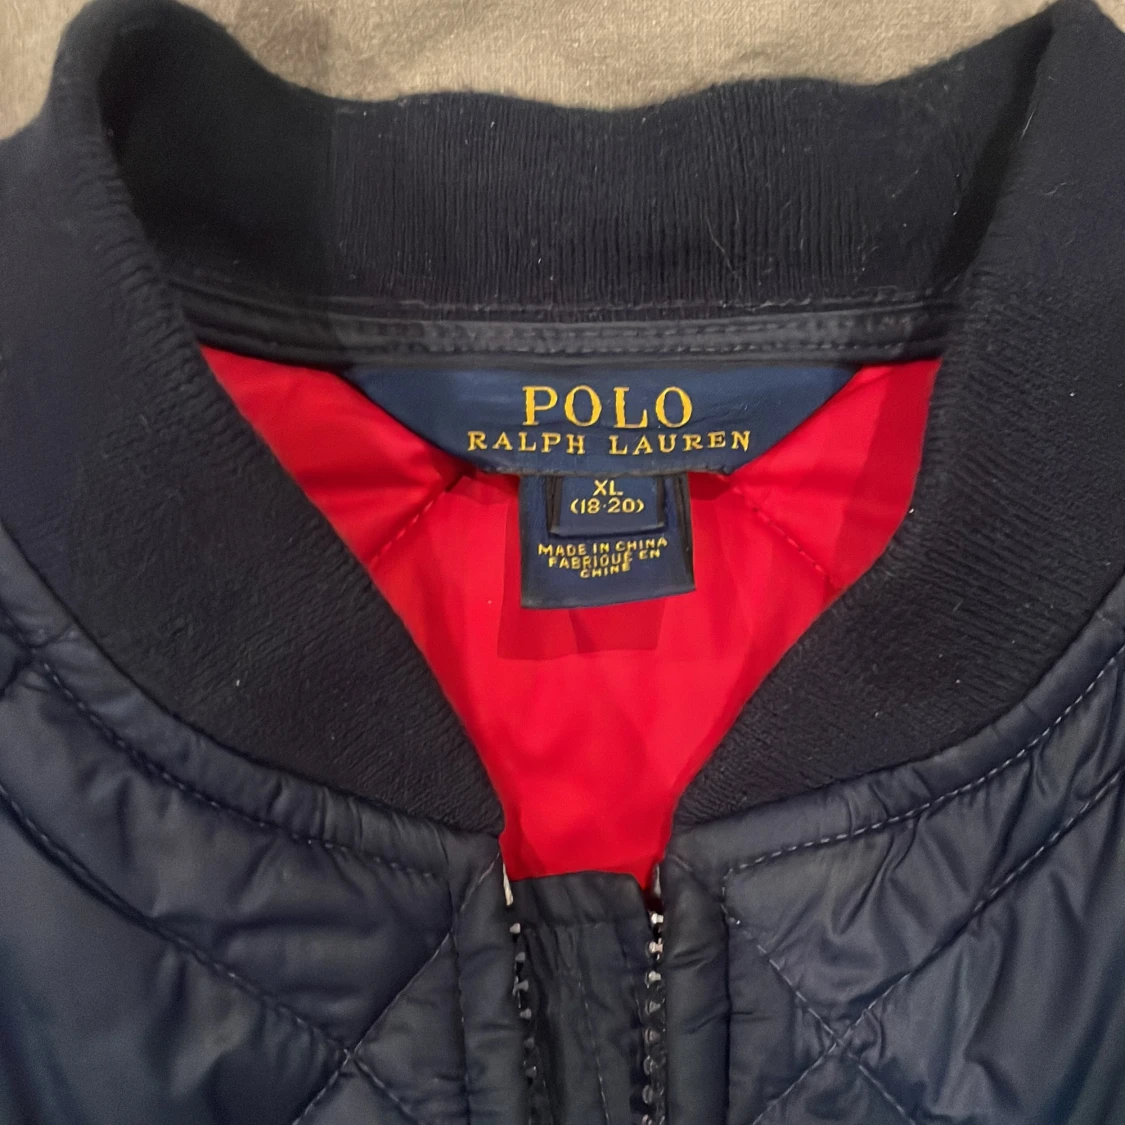 POLO
RALPH LAUREN
XL
(18-20)
MADE IN CHINA
FABRIQUÉ EN
CHINE